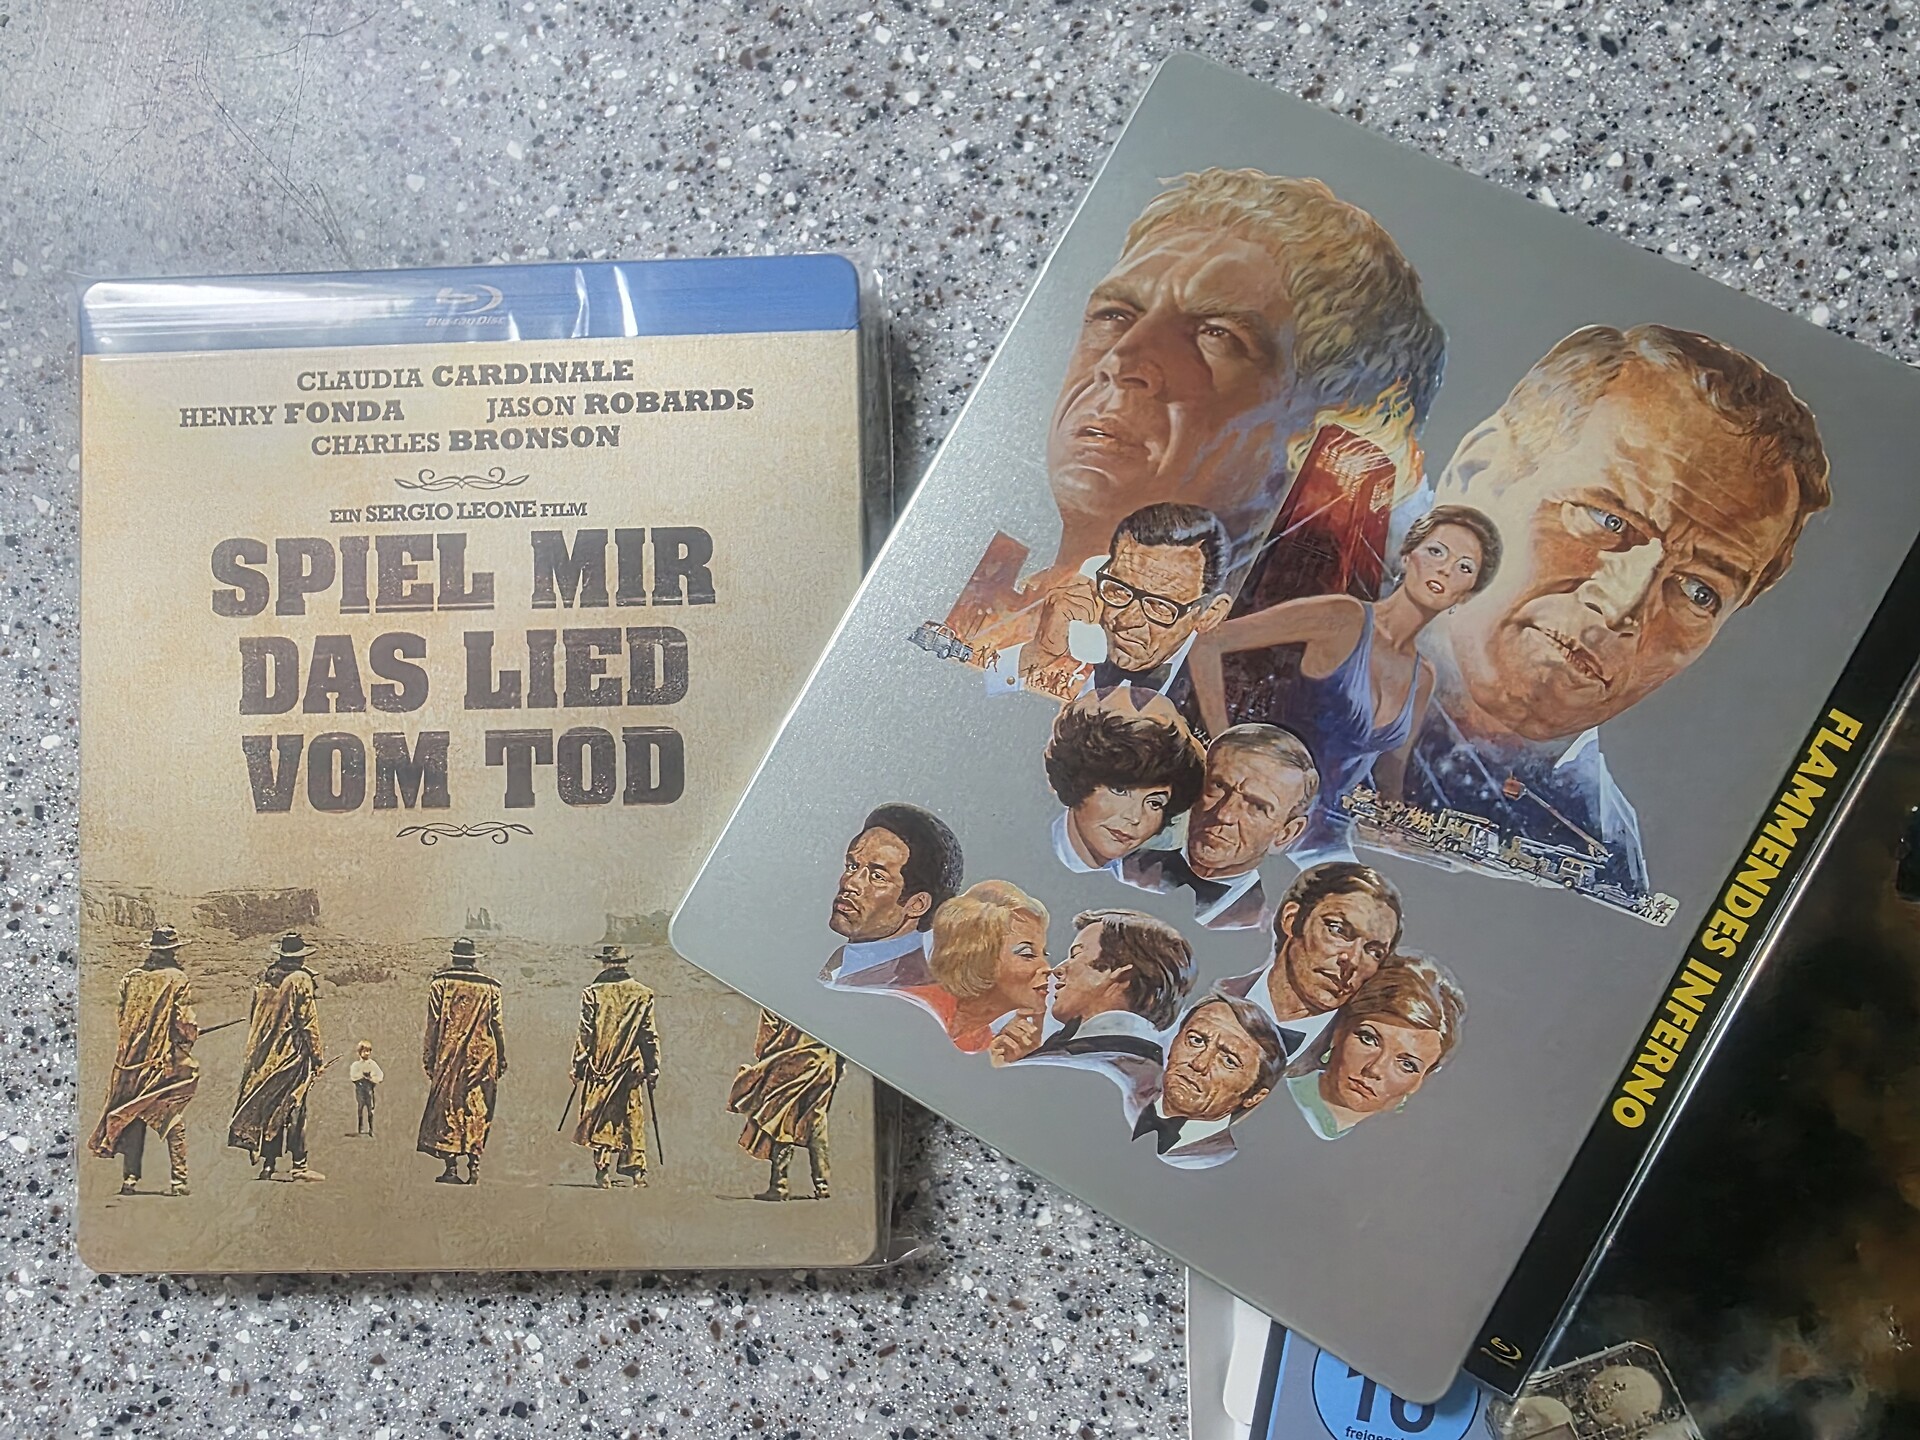 Blu-ray Disc
CLAUDIA CARDINALE
HENRY FONDA JASON ROBARDS
CHARLES BRONSON
EIN SERGIO LEONE FILM
SPIEL MIR
DAS LIED
VOM TOD
FLAMMENDES INFERNO
16